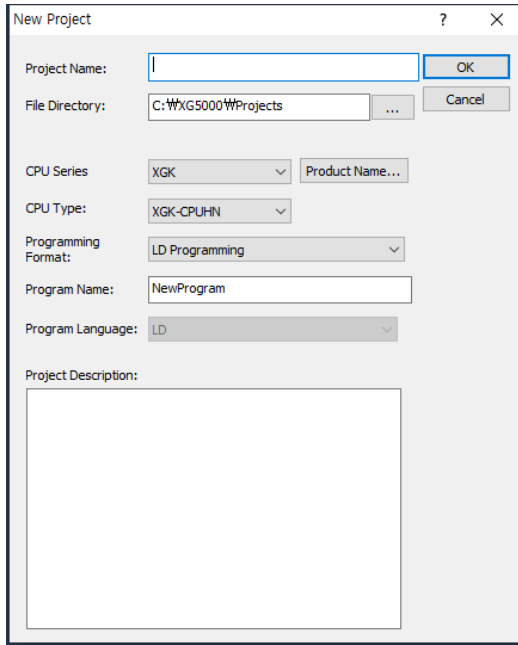 New Project
Project Name:
OK
File Directory: C:₩XG5000₩Projects ...
Cancel
CPU Series XGK Product Name...
CPU Type: XGK-CPUHN
Programming
Format: LD Programming
Program Name: NewProgram
Program Language: LD
Project Description: